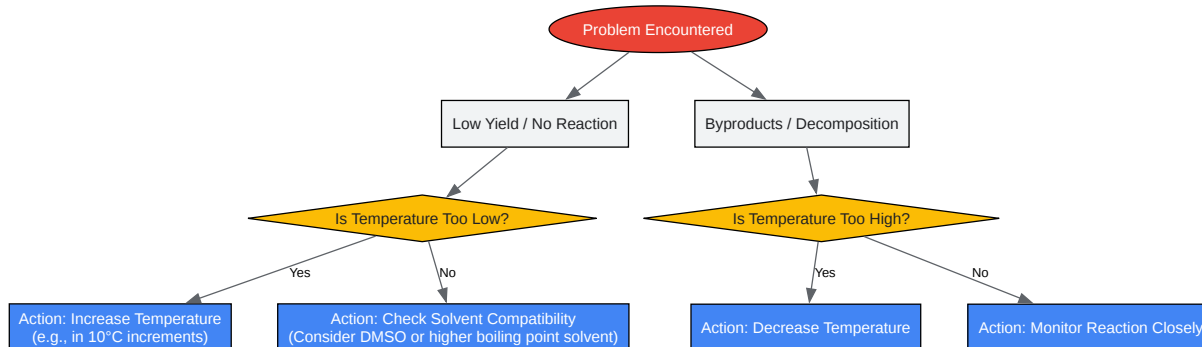 Problem Encountered
Low Yield / No Reaction
Byproducts / Decomposition
Is Temperature Too Low?
Is Temperature Too High?
Yes
No
Yes
No
Action: Increase Temperature
(e.g., in 10°C increments)
Action: Check Solvent Compatibility
(Consider DMSO or higher boiling point solvent)
Action: Decrease Temperature
Action: Monitor Reaction Closely